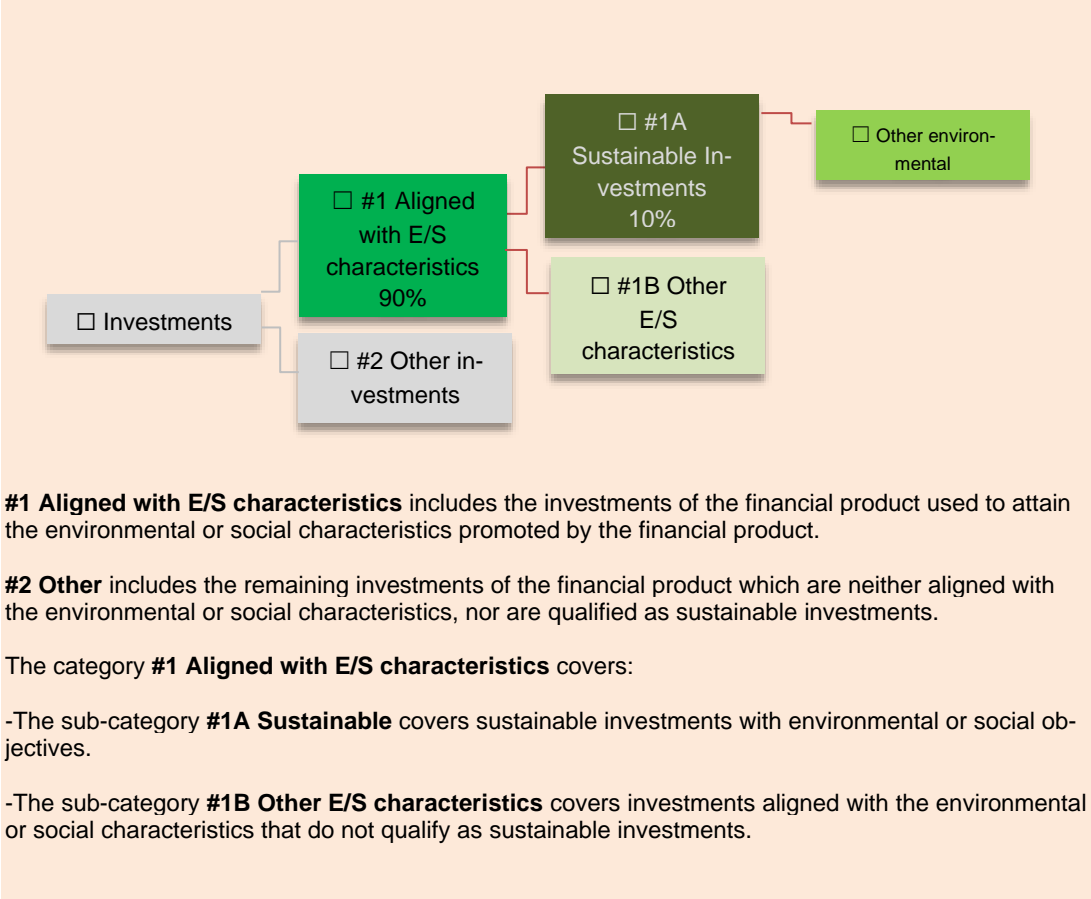 ☐ #1A
Sustainable In-
vestments
10%
☐ Other environ-
mental
☐ #1 Aligned
with E/S
characteristics
90%
☐ #1B Other
E/S
characteristics
☐ Investments
☐ #2 Other in-
vestments
#1 Aligned with E/S characteristics includes the investments of the financial product used to attain
the environmental or social characteristics promoted by the financial product.
#2 Other includes the remaining investments of the financial product which are neither aligned with
the environmental or social characteristics, nor are qualified as sustainable investments.
The category #1 Aligned with E/S characteristics covers:
-The sub-category #1A Sustainable covers sustainable investments with environmental or social ob-
jectives.
-The sub-category #1B Other E/S characteristics covers investments aligned with the environmental
or social characteristics that do not qualify as sustainable investments.